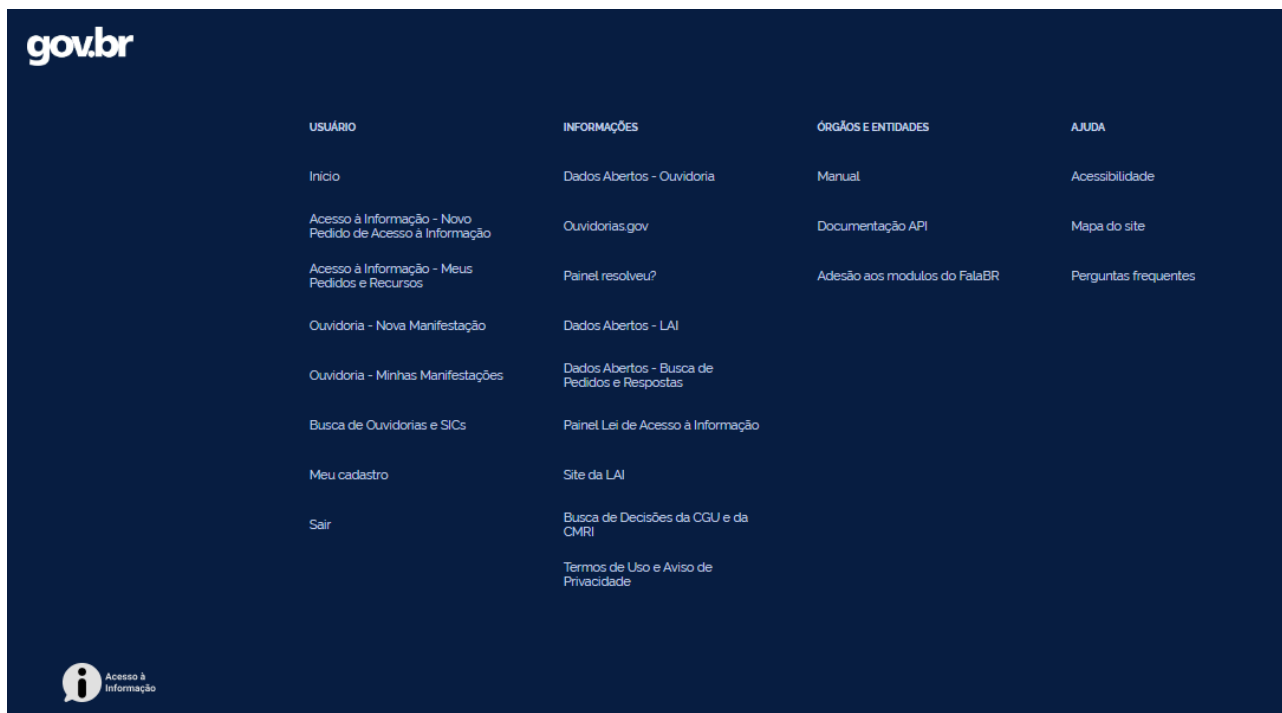 gov.br
USUÁRIO
Início
Acesso à Informação - Novo
Pedido de Acesso à Informação
Acesso à Informação - Meus
Pedidos e Recursos
Ouvidoria - Nova Manifestação
Ouvidoria - Minhas Manifestações
Busca de Ouvidorias e SICs
Meu cadastro
Sair
INFORMAÇÕES
Dados Abertos - Ouvidoria
Ouvidorias.gov
Painel resolveu?
Dados Abertos - LAI
Dados Abertos - Busca de
Pedidos e Respostas
Painel Lei de Acesso à Informação
Site da LAI
Busca de Decisões da CGU e da
CMRI
Termos de Uso e Aviso de
Privacidade
ÓRGÃOS E ENTIDADES
Manual
Documentação API
Adesão aos modulos do FalaBR
AJUDA
Acessibilidade
Mapa do site
Perguntas frequentes
Acesso à
Informação